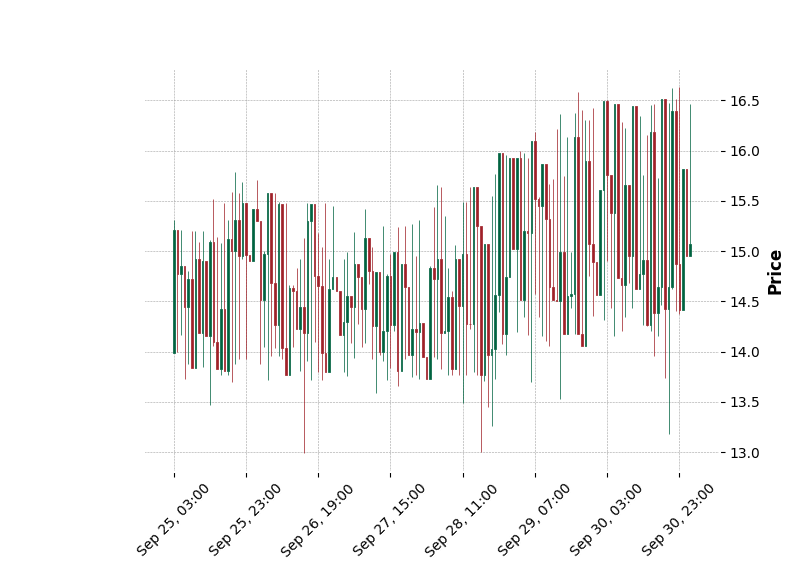 16.5
16.0
15.5
15.0
14.5
14.0
13.5
13.0
Price
Sep 25, 03:00
Sep 25, 23:00
Sep 26, 19:00
Sep 27, 15:00
Sep 28, 11:00
Sep 29, 07:00
Sep 30, 03:00
Sep 30, 23:00